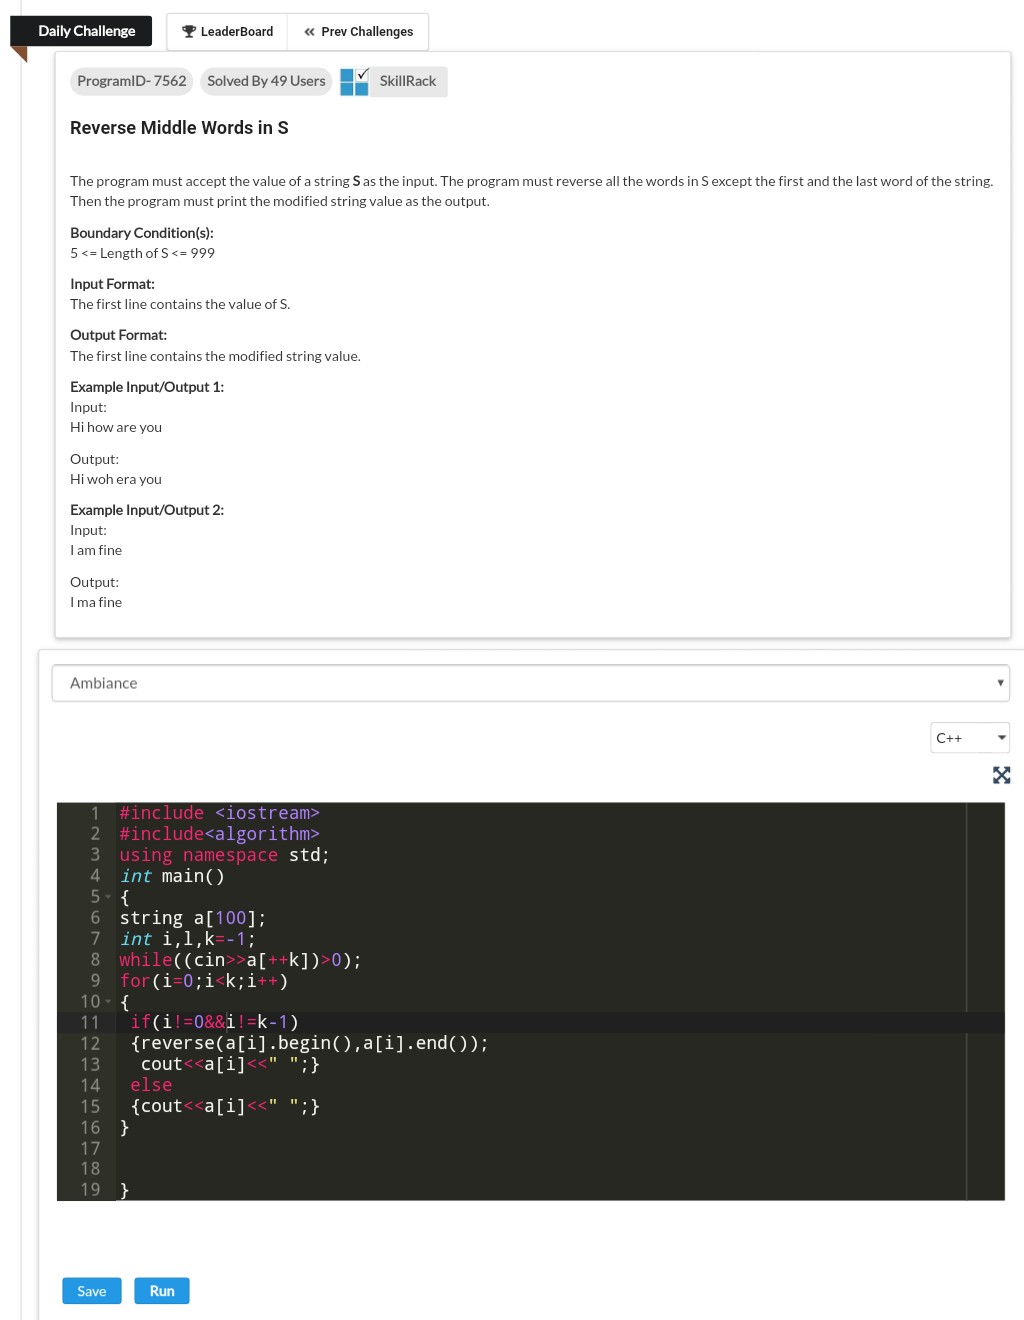 Daily Challenge
LeaderBoard
« Prev Challenges
ProgramID- 7562
Solved By 49 Users
SkillRack
Reverse Middle Words in S
The program must accept the value of a string S as the input. The program must reverse all the words in S except the first and the last word of the string.
Then the program must print the modified string value as the output.
Boundary Condition(s):
5 <= Length of S <= 999
Input Format:
The first line contains the value of S.
Output Format:
The first line contains the modified string value.
Example Input/Output 1:
Input:
Hi how are you
Output:
Hi woh era you
Example Input/Output 2:
Input:
I am fine
Output:
I ma fine
Ambiance
C++
1 #include <iostream>
2 #include<algorithm>
3 using namespace std;
4 int main()
5 {
6 string a[100];
7 int i,l,k=-1;
8 while((cin>>a[++k])>0);
9 for(i=0;i<k;i++)
10 {
11 if(i!=0&&i!=k-1)
12 {reverse(a[i].begin(),a[i].end());
13 cout<<a[i]<<" ";}
14 else
15 {cout<<a[i]<<" ";}
16 }
17
18
19 }
Save
Run